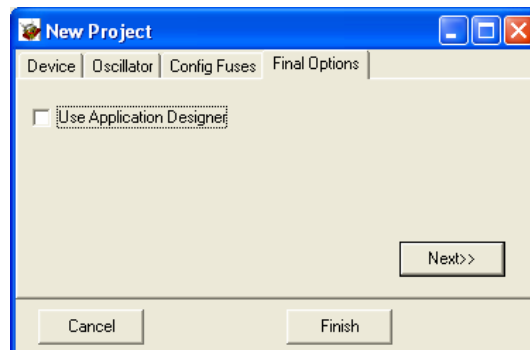 New Project
Device Oscillator Config Fuses Final Options
Use Application Designer
Next>>
Cancel Finish